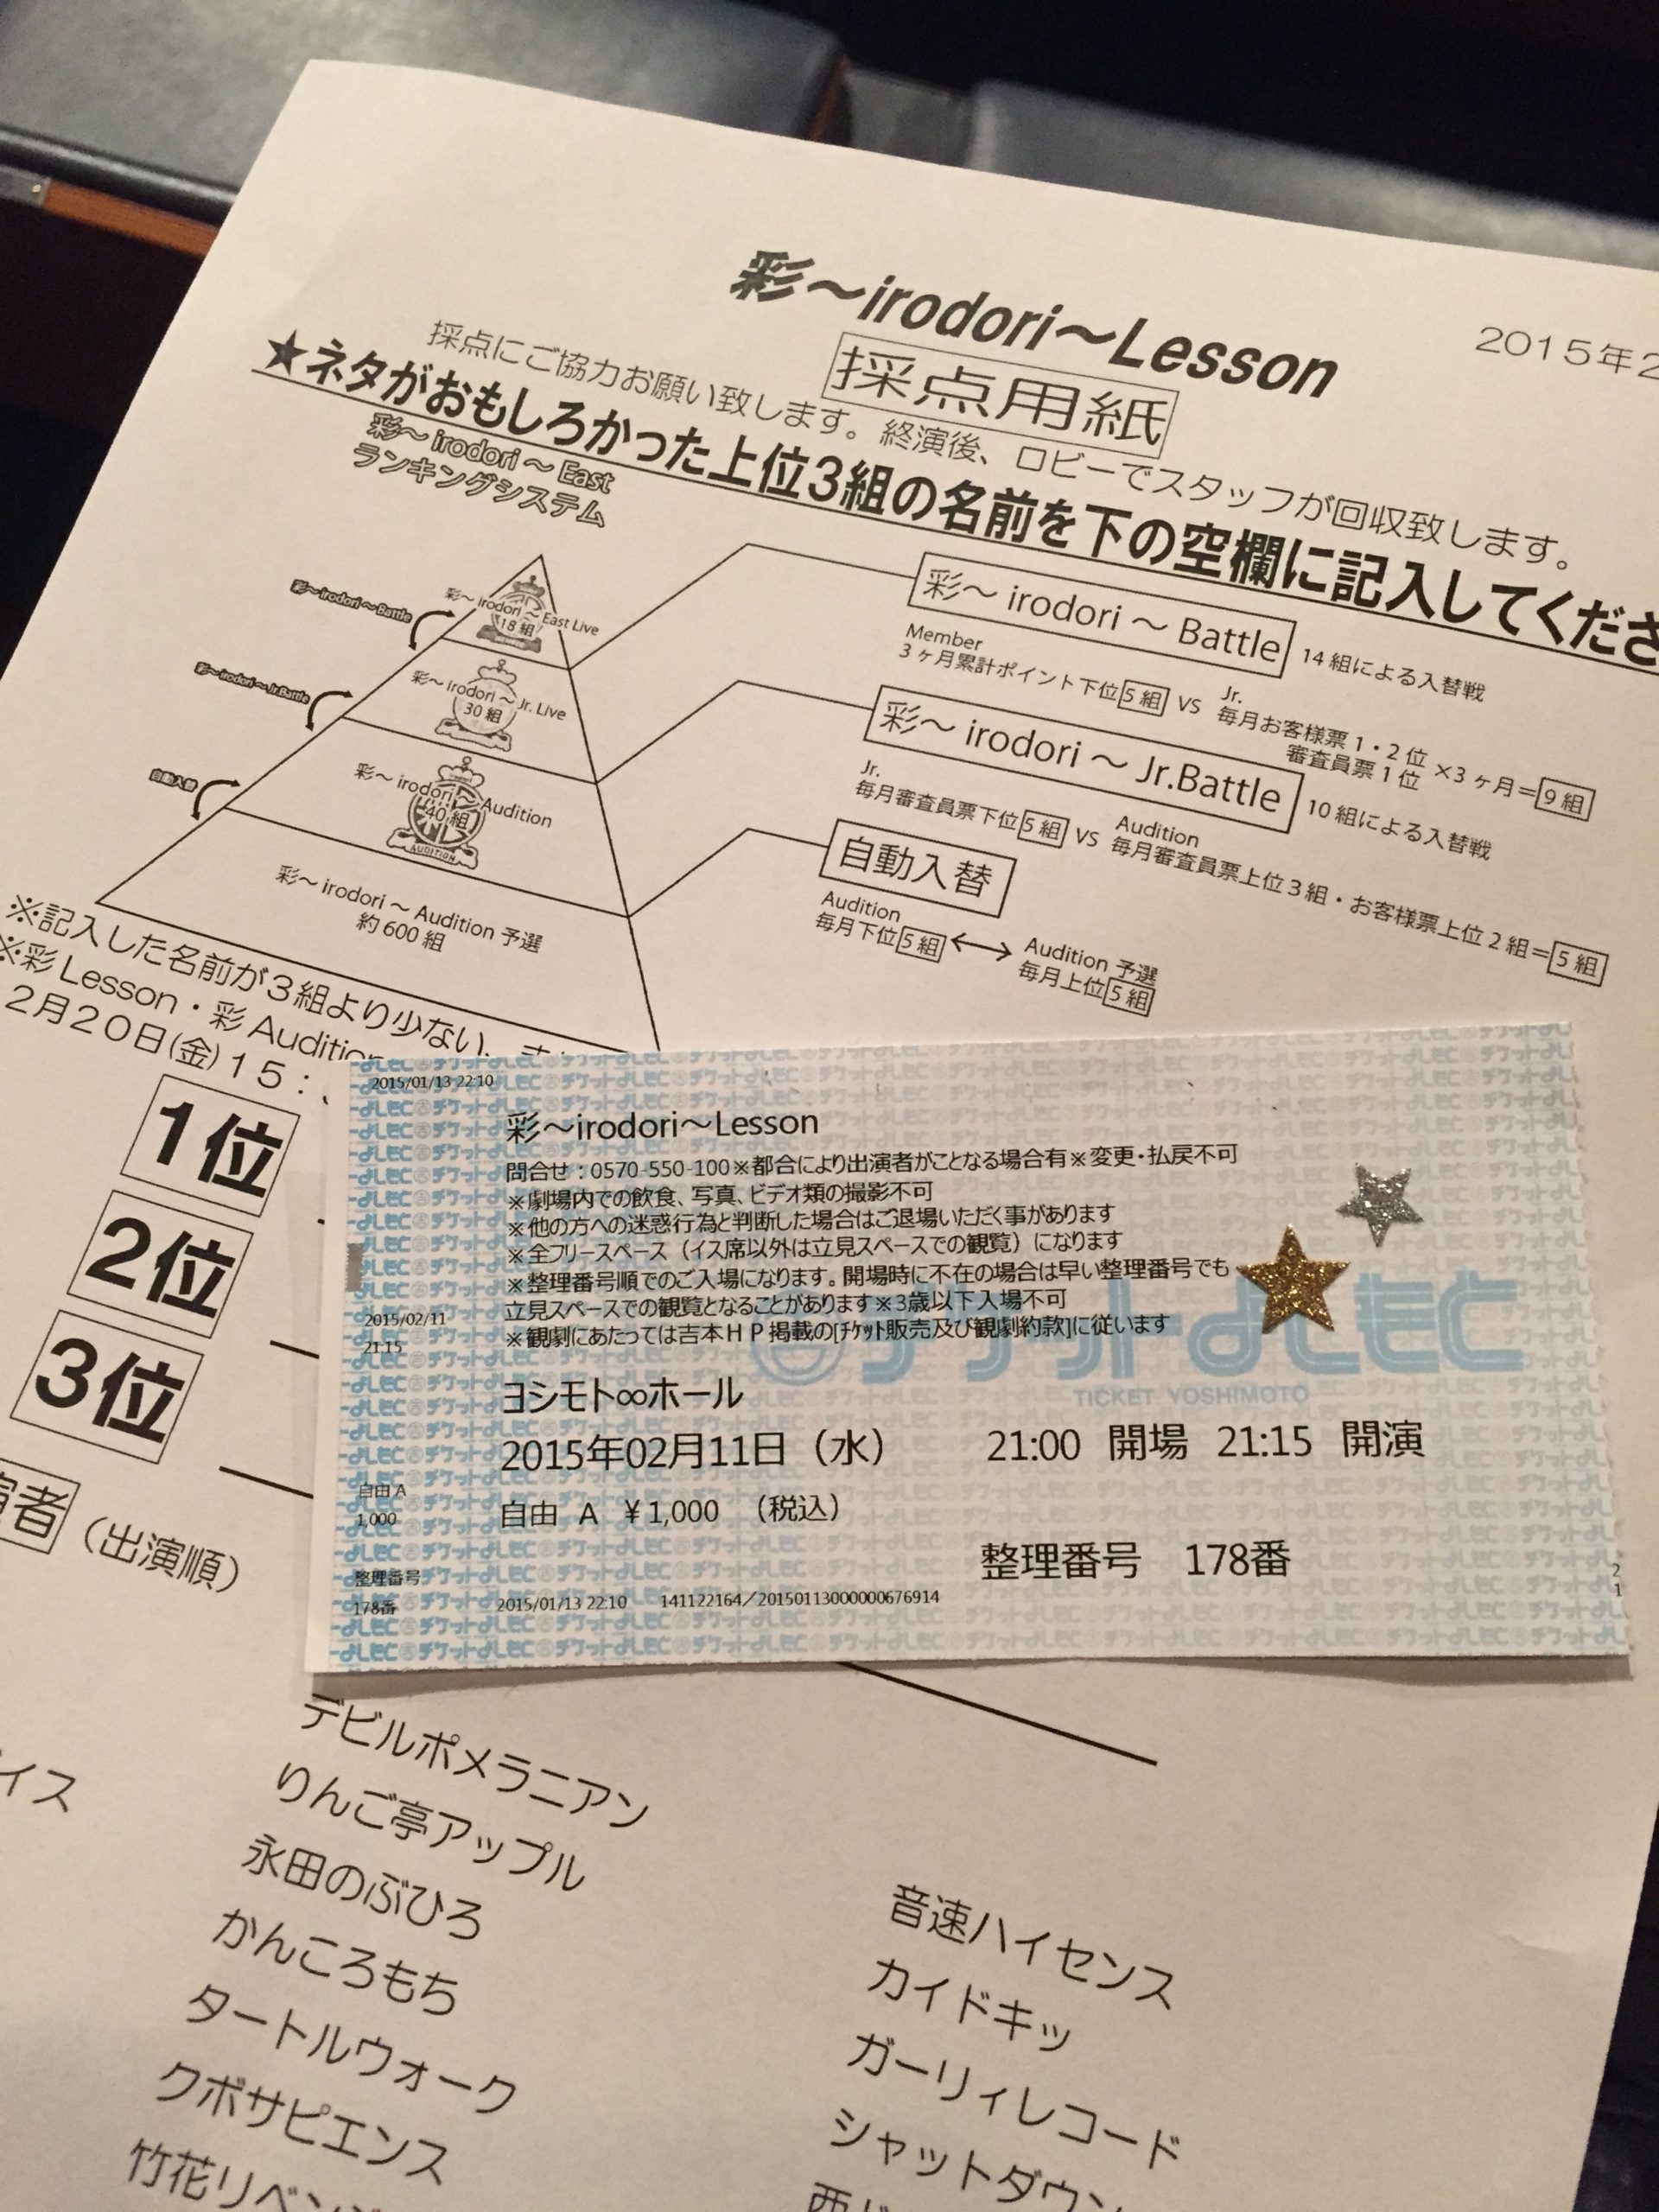 彩～irodori～Lesson
2015年2
採点用紙
採点にご協力お願い致します。終演後、ロビーでスタッフが回収致します。
★ネタがおもしろかった上位3組の名前を下の空欄に記入してくださ
彩～ irodori ～ East
ランキングシステム
彩～ irodori ～ Battle
彩～ irodori ～ East Live
18組
彩～ irodori ～ Jr.Battle
彩～ irodori ～ Jr. Live
30組
自動入替
彩～ irodori ～ Audition
40組
AUDITION
彩～ irodori ～ Audition 予選
約600組
彩～ irodori ～ Battle
14組による入替戦
Member
3ヶ月累計ポイント下位5組 VS
Jr.
毎月お客様票1・2位
審査員票1位
×3ヶ月=9組
彩～ irodori ～ Jr.Battle
10組による入替戦
Jr.
毎月審査員票下位5組 VS
Audition
毎月審査員票上位3組・お客様票上位2組=5組
自動入替
Audition
毎月下位5組
Audition 予選
毎月上位5組
※記入した名前が3組より少ない、
※彩 Lesson・彩 Audition
2月20日(金)15:
1位
2位
3位
2015/01/13 22:10
彩～irodori～Lesson
問合せ：0570-550-100※都合により出演者がことなる場合有※変更・払戻不可
※劇場内での飲食、写真、ビデオ類の撮影不可
※他の方への迷惑行為と判断した場合はご退場いただく事があります
※全フリースペース（イス席以外は立見スペースでの観覧）になります
※整理番号順でのご入場になります。開場時に不在の場合は早い整理番号でも
立見スペースでの観覧となることがあります※3歳以下入場不可
※観劇にあたっては吉本ＨＰ掲載の[ﾁｹｯﾄ販売及び観劇約款]に従います
2015/02/11
21:15
チケットよしもと
TICKET YOSHIMOTO
ヨシモト∞ホール
2015年02月11日（水） 21:00 開場 21:15 開演
自由 A ￥1,000 （税込）
自由 A
1,000
整理番号 178番
整理番号
178番
2015/01/13 22:10 141122164／20150113000000676914
2
1
者（出演順）
イス
デビルポメラニアン
りんご亭アップル
永田のぶひろ
かんころもち
タートルウォーク
クボサピエンス
竹花リベン
音速ハイセンス
カイドキッ
ガーリィレコード
シャットダウン